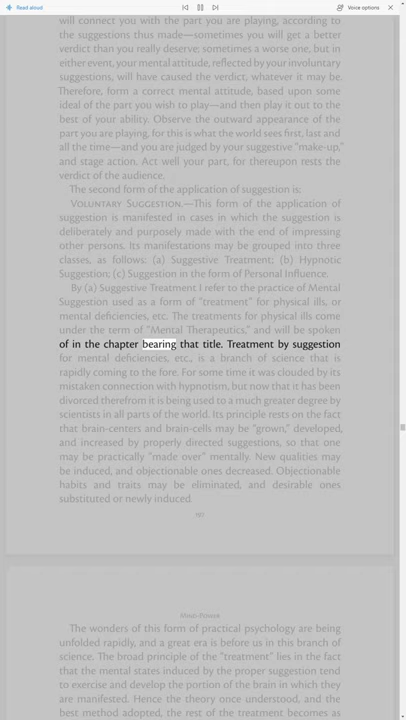 Read aloud
Voice options
will connect you with the part you are playing, according to
the suggestions thus made—sometimes you will get a better
verdict than you really deserve; sometimes a worse one, but in
either event, your mental attitude, reflected by your involuntary
suggestions, will have caused the verdict, whatever it may be.
Therefore, form a correct mental attitude, based upon some
ideal of the part you wish to play—and then play it out to the
best of your ability. Observe the outward appearance of the
part you are playing, for this is what the world sees first, last and
all the time—and you are judged by your suggestive "make-up,"
and stage action. Act well your part, for thereupon rests the
verdict of the audience.
The second form of the application of suggestion is:
Voluntary Suggestion.—This form of the application of
suggestion is manifested in cases in which the suggestion is
deliberately and purposely made with the end of impressing
other persons. Its manifestations may be grouped into three
classes, as follows: (a) Suggestive Treatment; (b) Hypnotic
Suggestion; (c) Suggestion in the form of Personal Influence.
By (a) Suggestive Treatment I refer to the practice of Mental
Suggestion used as a form of "treatment" for physical ills, or
mental deficiencies, etc. The treatments for physical ills come
under the term of "Mental Therapeutics," and will be spoken
of in the chapter bearing that title. Treatment by suggestion
for mental deficiencies, etc., is a branch of science that is
rapidly coming to the fore. For some time it was clouded by its
mistaken connection with hypnotism, but now that it has been
divorced therefrom it is being used to a much greater degree by
scientists in all parts of the world. Its principle rests on the fact
that brain-centers and brain-cells may be "grown," developed,
and increased by properly directed suggestions, so that one
may be practically "made over" mentally. New qualities may
be induced, and objectionable ones decreased. Objectionable
habits and traits may be eliminated, and desirable ones
substituted or newly induced.
197
Mind-Power
The wonders of this form of practical psychology are being
unfolded rapidly, and a great era is before us in this branch of
science. The broad principle of the "treatment" lies in the fact
that the mental states induced by the proper suggestion tend
to exercise and develop the portion of the brain in which they
are manifested. Hence the theory once understood, and the
best method adopted, the rest of the treatment becomes as